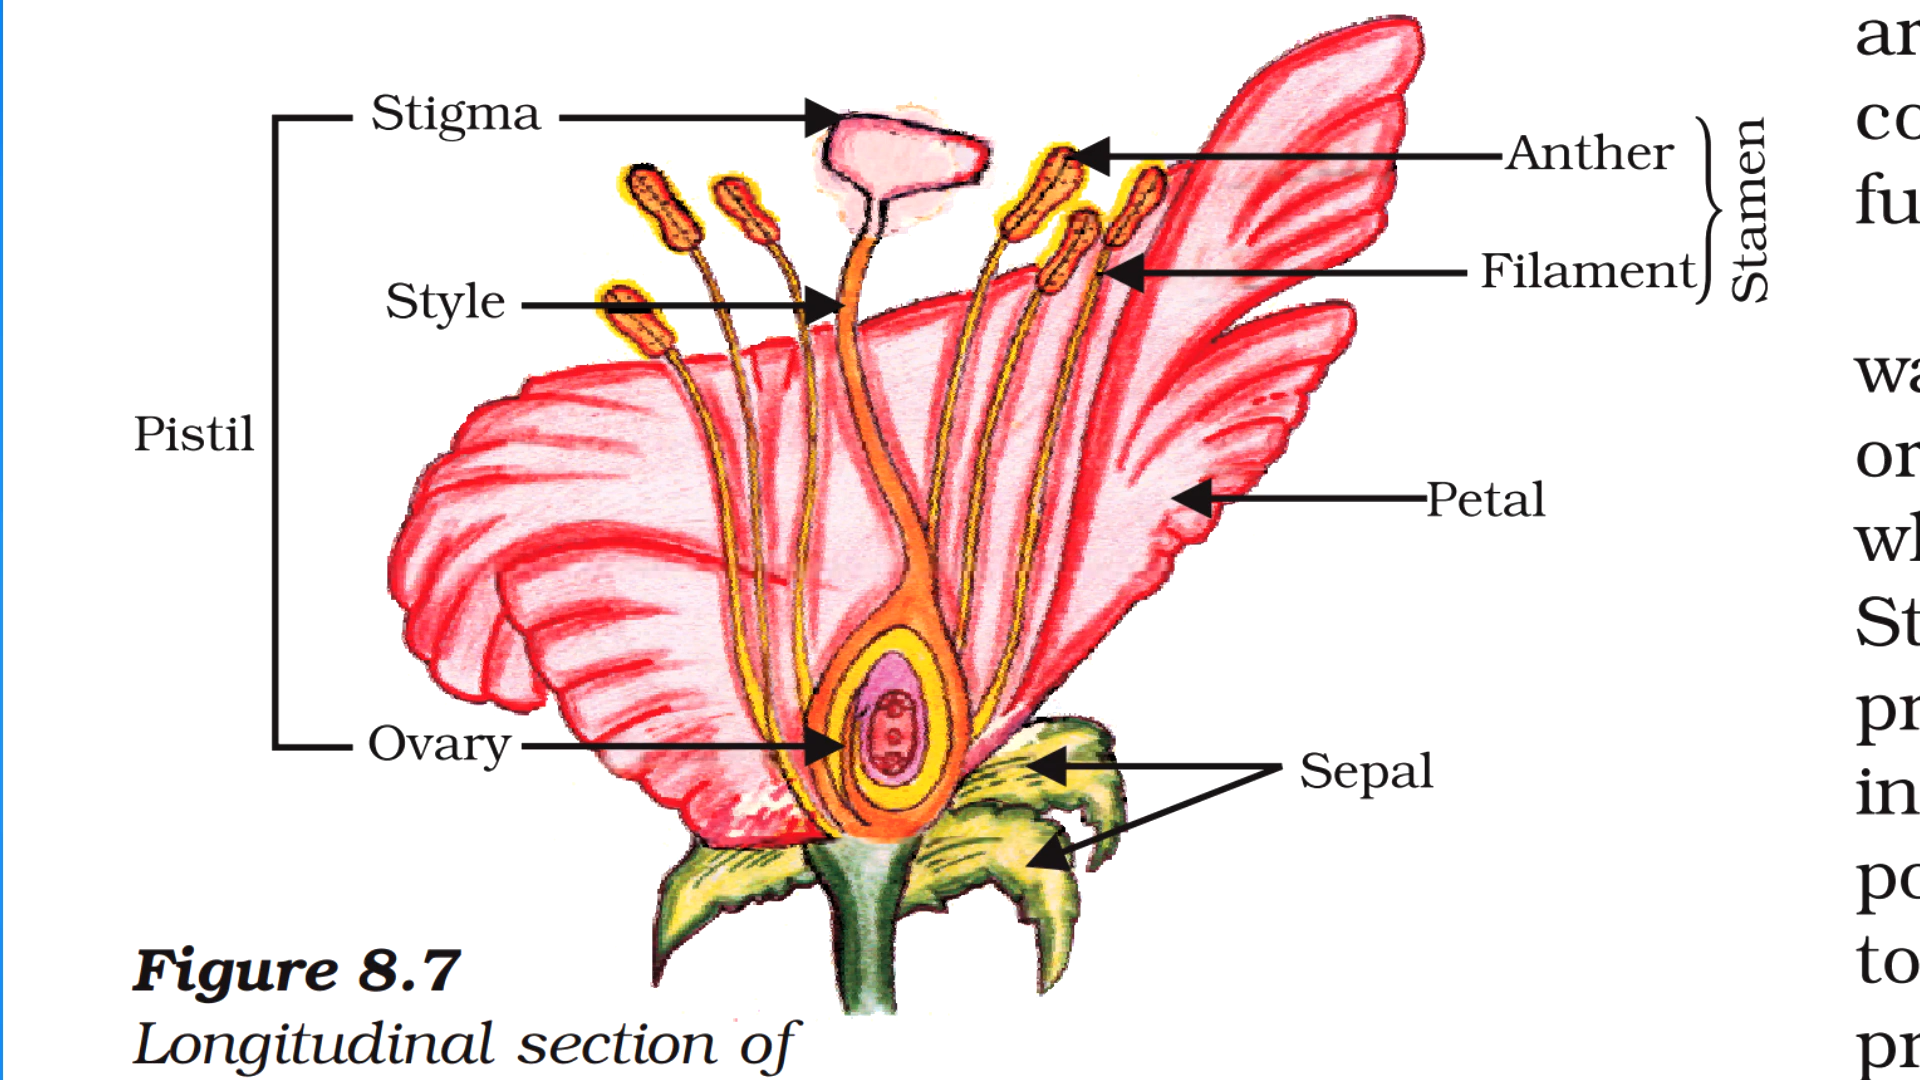 Stigma
Anther
Stamen
Filament
Style
Pistil
Petal
Ovary
Sepal
Figure 8.7
Longitudinal section of